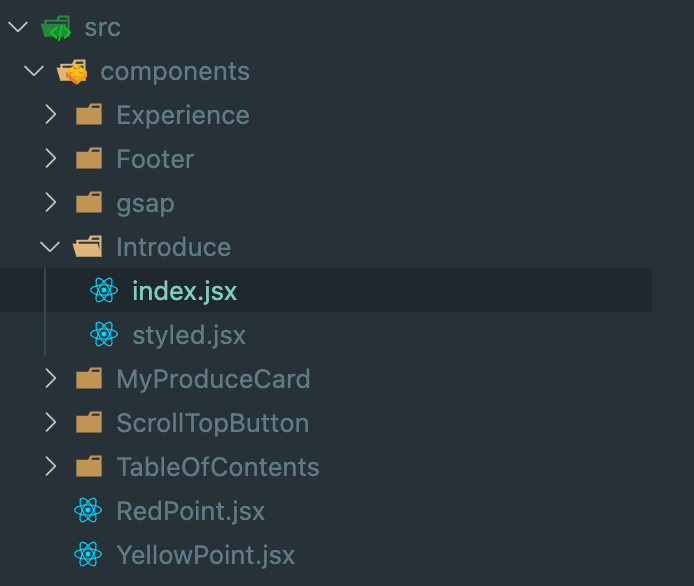 src
components
Experience
Footer
gsap
Introduce
index.jsx
styled.jsx
MyProduceCard
ScrollTopButton
TableOfContents
RedPoint.jsx
YellowPoint.jsx